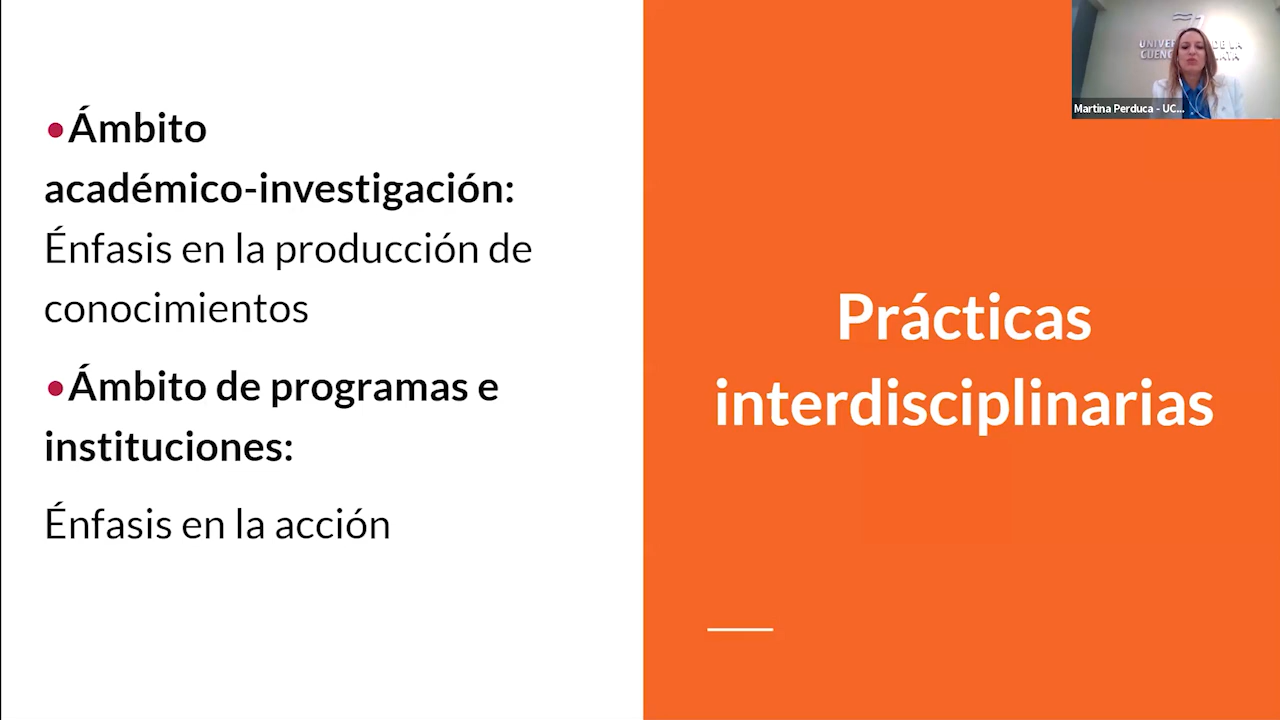 •Ámbito
académico-investigación:
Énfasis en la producción de
conocimientos
•Ámbito de programas e
instituciones:
Énfasis en la acción
Prácticas
interdisciplinarias
Martina Perduca - UC...